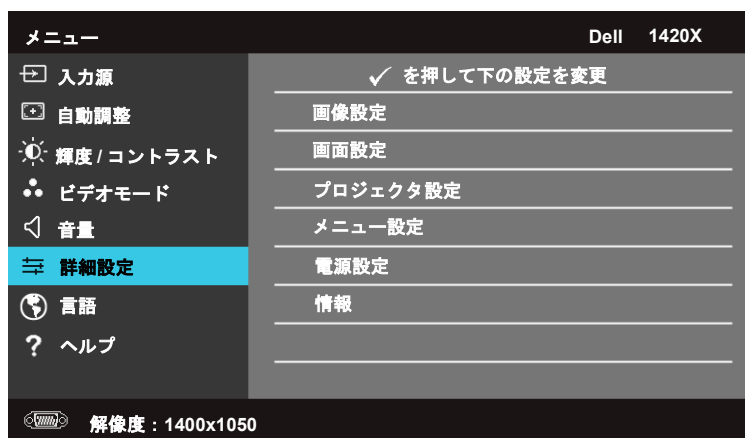 メニュー
Dell 1420X
入力源
自動調整
輝度 / コントラスト
ビデオモード
音量
詳細設定
言語
? ヘルプ
✓ を押して下の設定を変更
画像設定
画面設定
プロジェクタ設定
メニュー設定
電源設定
情報
解像度 : 1400x1050